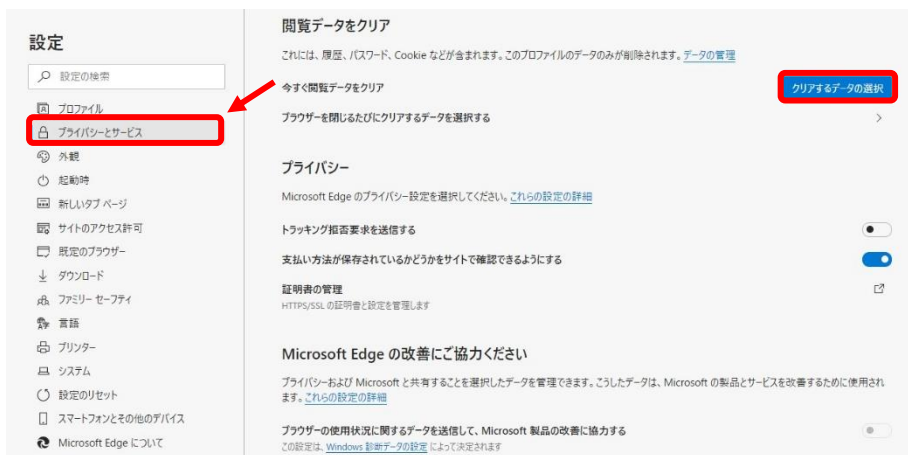 設定
設定の検索
プロファイル
プライバシーとサービス
外観
起動時
新しいタブ ページ
サイトのアクセス許可
既定のブラウザー
ダウンロード
ファミリー セーフティ
言語
プリンター
システム
設定のリセット
スマートフォンとその他のデバイス
Microsoft Edge について
閲覧データをクリア
これには、履歴、パスワード、Cookie などが含まれます。このプロファイルのデータのみが削除されます。データの管理
今すぐ閲覧データをクリア
クリアするデータの選択
ブラウザーを閉じるたびにクリアするデータを選択する
プライバシー
Microsoft Edge のプライバシー設定を選択してください。これらの設定の詳細
トラッキング拒否要求を送信する
支払い方法が保存されているかどうかをサイトで確認できるようにする
証明書の管理
HTTPS/SSL の証明書と設定を管理します
Microsoft Edge の改善にご協力ください
プライバシーおよび Microsoft と共有することを選択したデータを管理できます。こうしたデータは、Microsoft の製品とサービスを改善するために使用され
ます。これらの設定の詳細
ブラウザーの使用状況に関するデータを送信して、Microsoft 製品の改善に協力する
この設定は、Windows 診断データの設定 によって決定されます